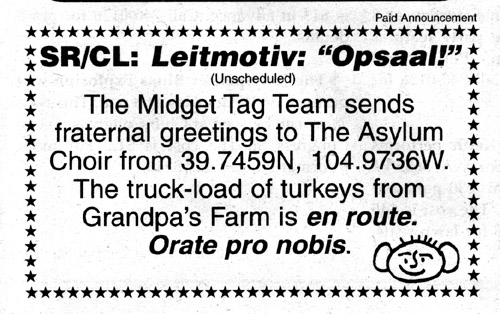 Paid Announcement
SR/CL: Leitmotiv: “Opsaal!”
(Unscheduled)
The Midget Tag Team sends
fraternal greetings to The Asylum
Choir from 39.7459N, 104.9736W.
The truck-load of turkeys from
Grandpa's Farm is en route.
Orate pro nobis.